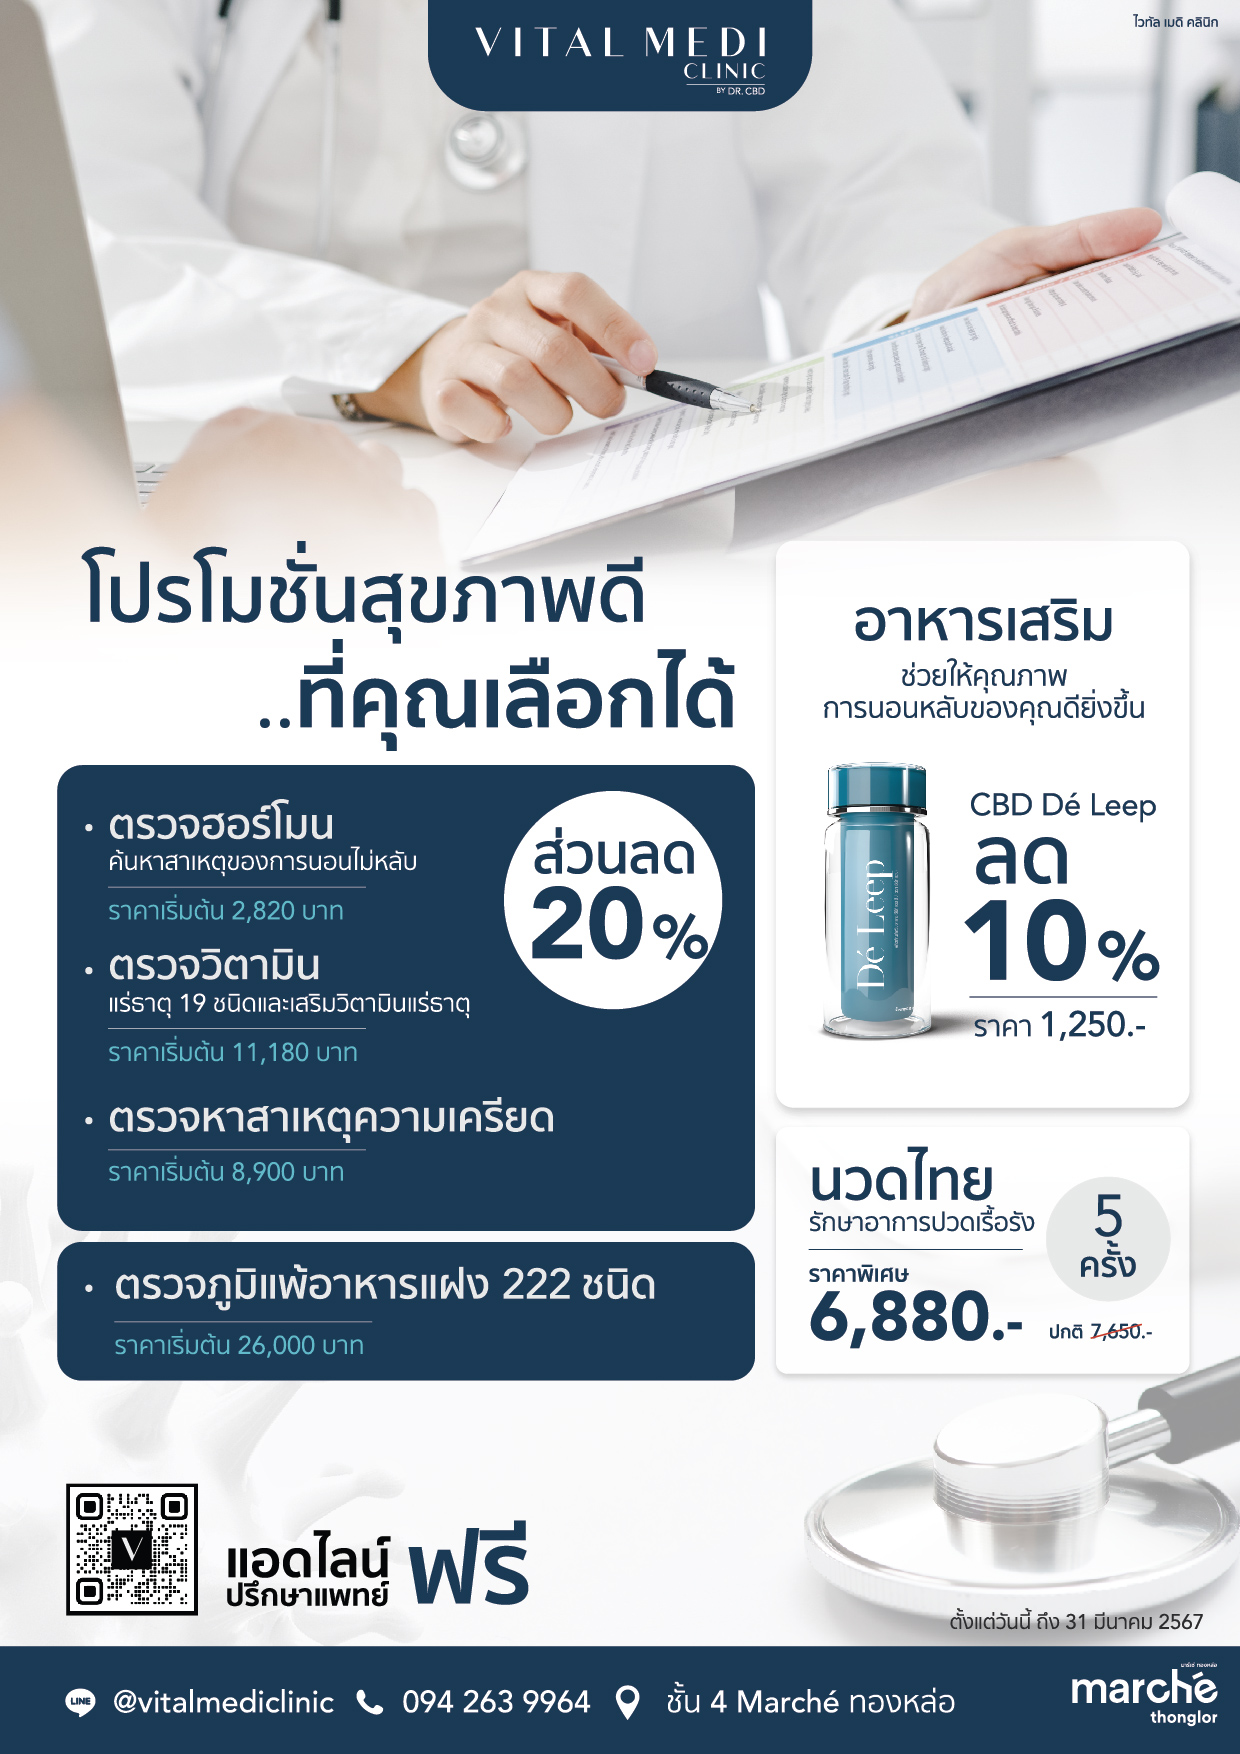 ไวทัล เมดิ คลินิก
VITAL MEDI
CLINIC
BY DR. CBD
โปรโมชั่นสุขภาพดี
..ที่คุณเลือกได้
• ตรวจฮอร์โมน
ค้นหาสาเหตุของการนอนไม่หลับ
ราคาเริ่มต้น 2,820 บาท
• ตรวจวิตามิน
แร่ธาตุ 19 ชนิดและเสริมวิตามินแร่ธาตุ
ราคาเริ่มต้น 11,180 บาท
• ตรวจหาสาเหตุความเครียด
ราคาเริ่มต้น 8,900 บาท
ส่วนลด
20%
• ตรวจภูมิแพ้อาหารแฝง 222 ชนิด
ราคาเริ่มต้น 26,000 บาท
อาหารเสริม
ช่วยให้คุณภาพ
การนอนหลับของคุณดียิ่งขึ้น
Dé Leep
CBD Dé Leep
ลด
10%
ราคา 1,250.-
นวดไทย
รักษาอาการปวดเรื้อรัง
5
ครั้ง
ราคาพิเศษ
6,880.-
ปกติ 7,650.-
V
แอดไลน์
ปรึกษาแพทย์
ฟรี
ตั้งแต่วันนี้ ถึง 31 มีนาคม 2567
LINE
@vitalmediclinic
094 263 9964
ชั้น 4 Marché ทองหล่อ
มาร์เช่ ทองหล่อ
marché
thonglor